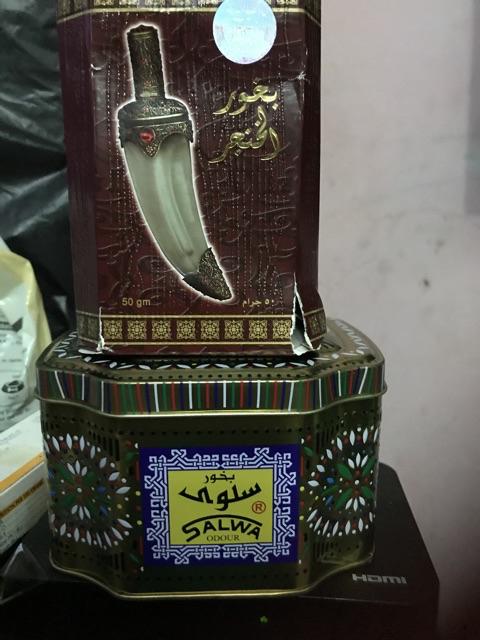 بخور
الخنجر
50 gm
٥٠ جرام
بخور
سلوى
®
SALWA
ODOUR
HDMI